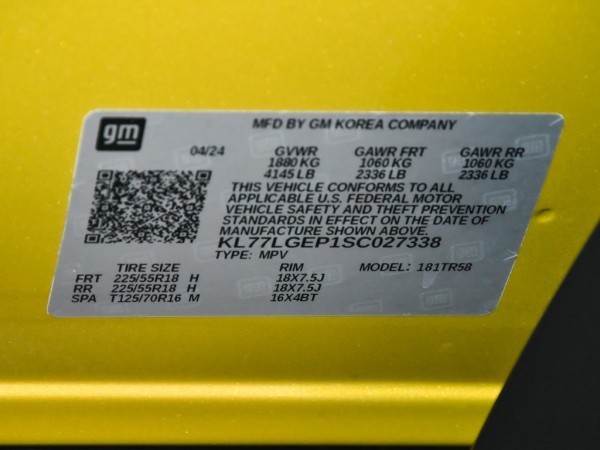 gm
MFD BY GM KOREA COMPANY
04/24 GVWR GAWR FRT GAWR RR
1880 KG 1060 KG 1060 KG
4145 LB 2336 LB 2336 LB
THIS VEHICLE CONFORMS TO ALL
APPLICABLE U.S. FEDERAL MOTOR
VEHICLE SAFETY AND THEFT PREVENTION
STANDARDS IN EFFECT ON THE DATE OF
MANUFACTURE SHOWN ABOVE.
KL77LGEP1SC027338
TYPE: MPV
TIRE SIZE RIM MODEL: 181TR58
FRT 225/55R18 H 18X7.5J
RR 225/55R18 H 18X7.5J
SPA T125/70R16 M 16X4BT